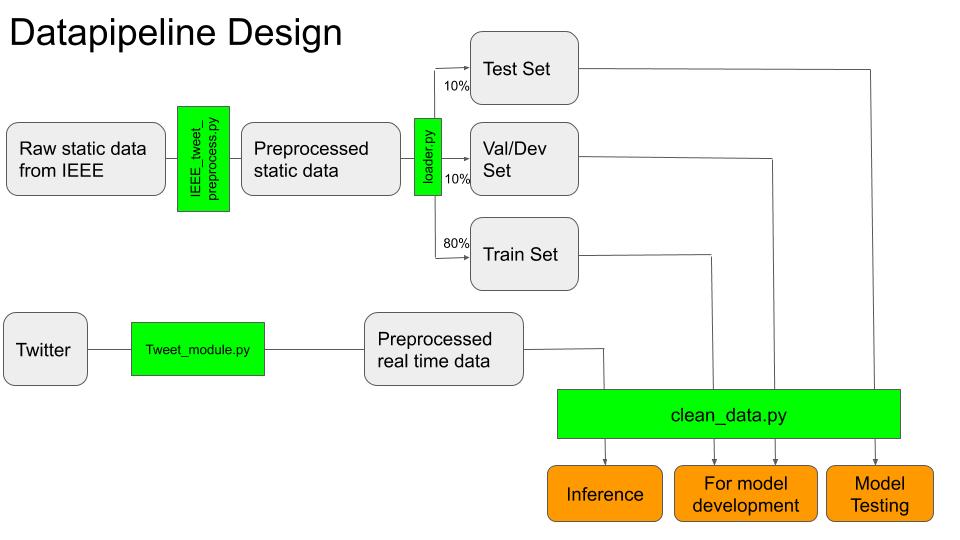 Datapipeline Design
Test Set
10%
Raw static data
from IEEE
IEEE_tweet_
preprocess.py
Preprocessed
static data
loader.py
Val/Dev
Set
10%
80%
Train Set
Twitter
Tweet_module.py
Preprocessed
real time data
clean_data.py
Inference
For model
development
Model
Testing